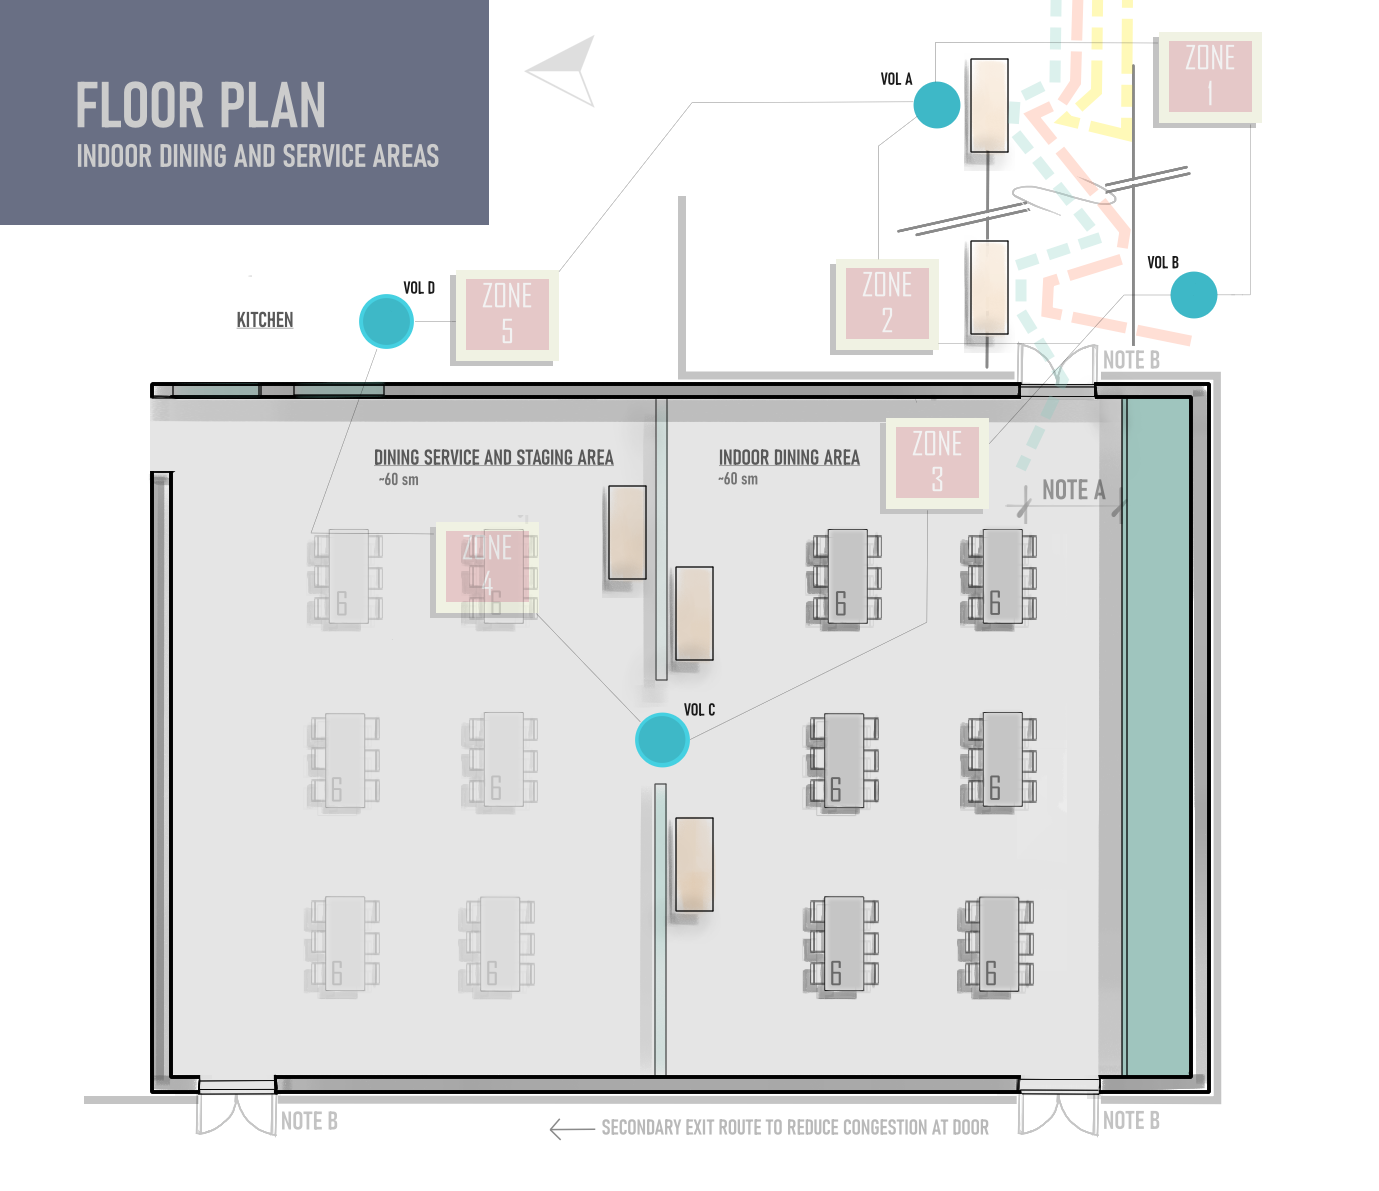 FLOOR PLAN
INDOOR DINING AND SERVICE AREAS
VOL A
ZONE
1
VOL B
ZONE
2
VOL D
ZONE
5
KITCHEN
NOTE B
DINING SERVICE AND STAGING AREA
~60 sm
INDOOR DINING AREA
~60 sm
ZONE
3
NOTE A
ZONE
4
6
6
6
6
VOL C
6
6
6
6
6
6
6
6
NOTE B
SECONDARY EXIT ROUTE TO REDUCE CONGESTION AT DOOR
NOTE B